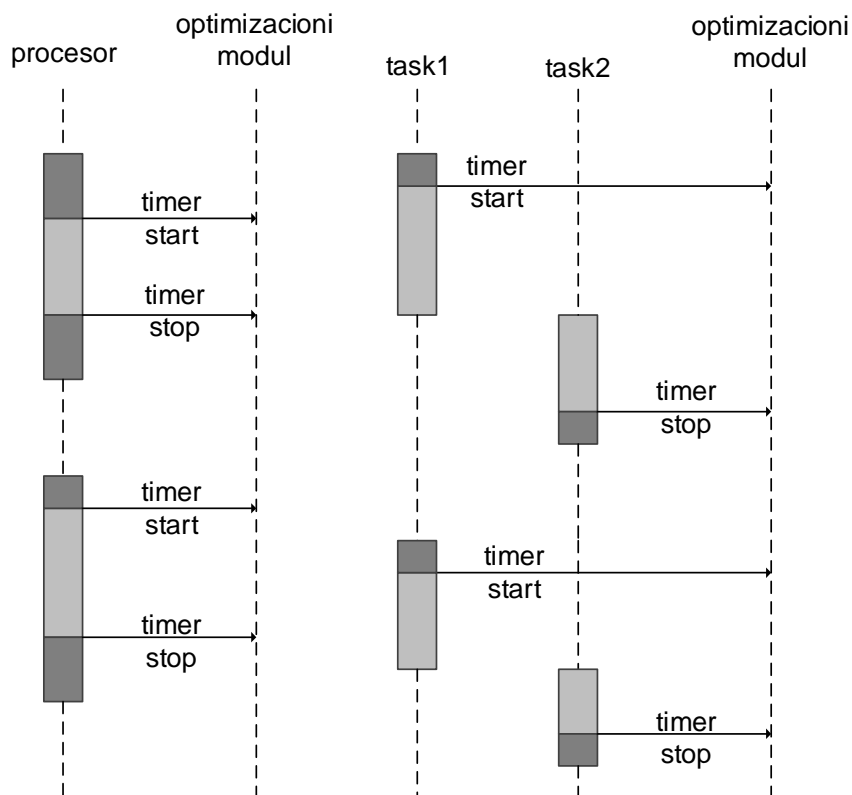 procesor
optimizacioni
modul
task1
task2
optimizacioni
modul
timer
start
timer
stop
timer
start
timer
stop
timer
start
timer
stop
timer
start
timer
stop